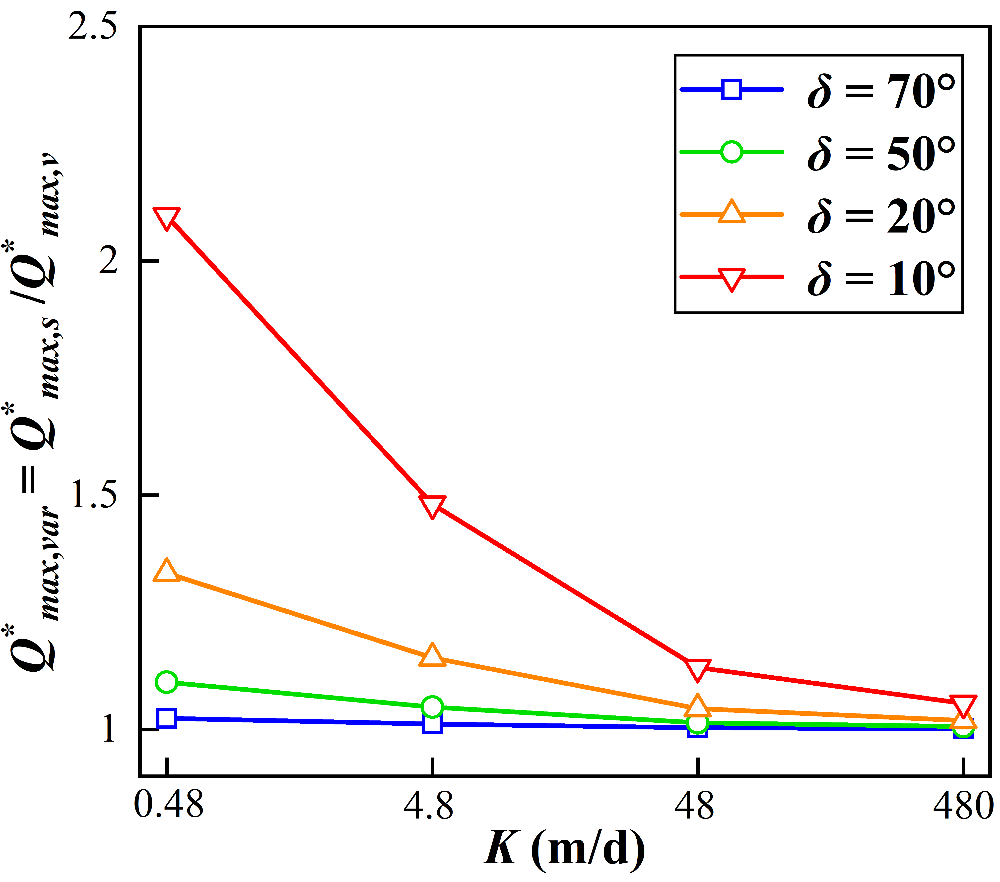 2.5
2
1.5
1
Q*max,var = Q*max,s /Q*max,v
δ = 70°
δ = 50°
δ = 20°
δ = 10°
0.48 4.8 48 480
K (m/d)